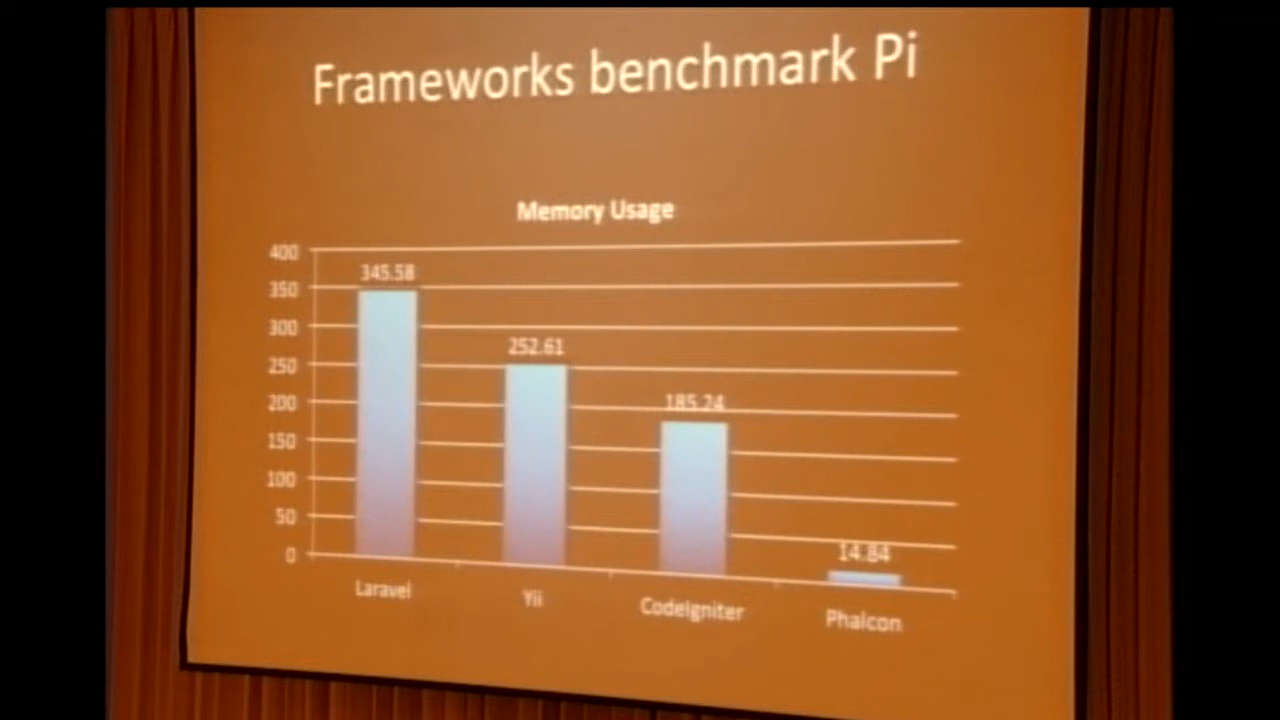 Frameworks benchmark Pi
Memory Usage
400
350
300
250
200
150
100
50
0
345.58
252.61
185.24
14.84
Laravel
Yii
CodeIgniter
Phalcon